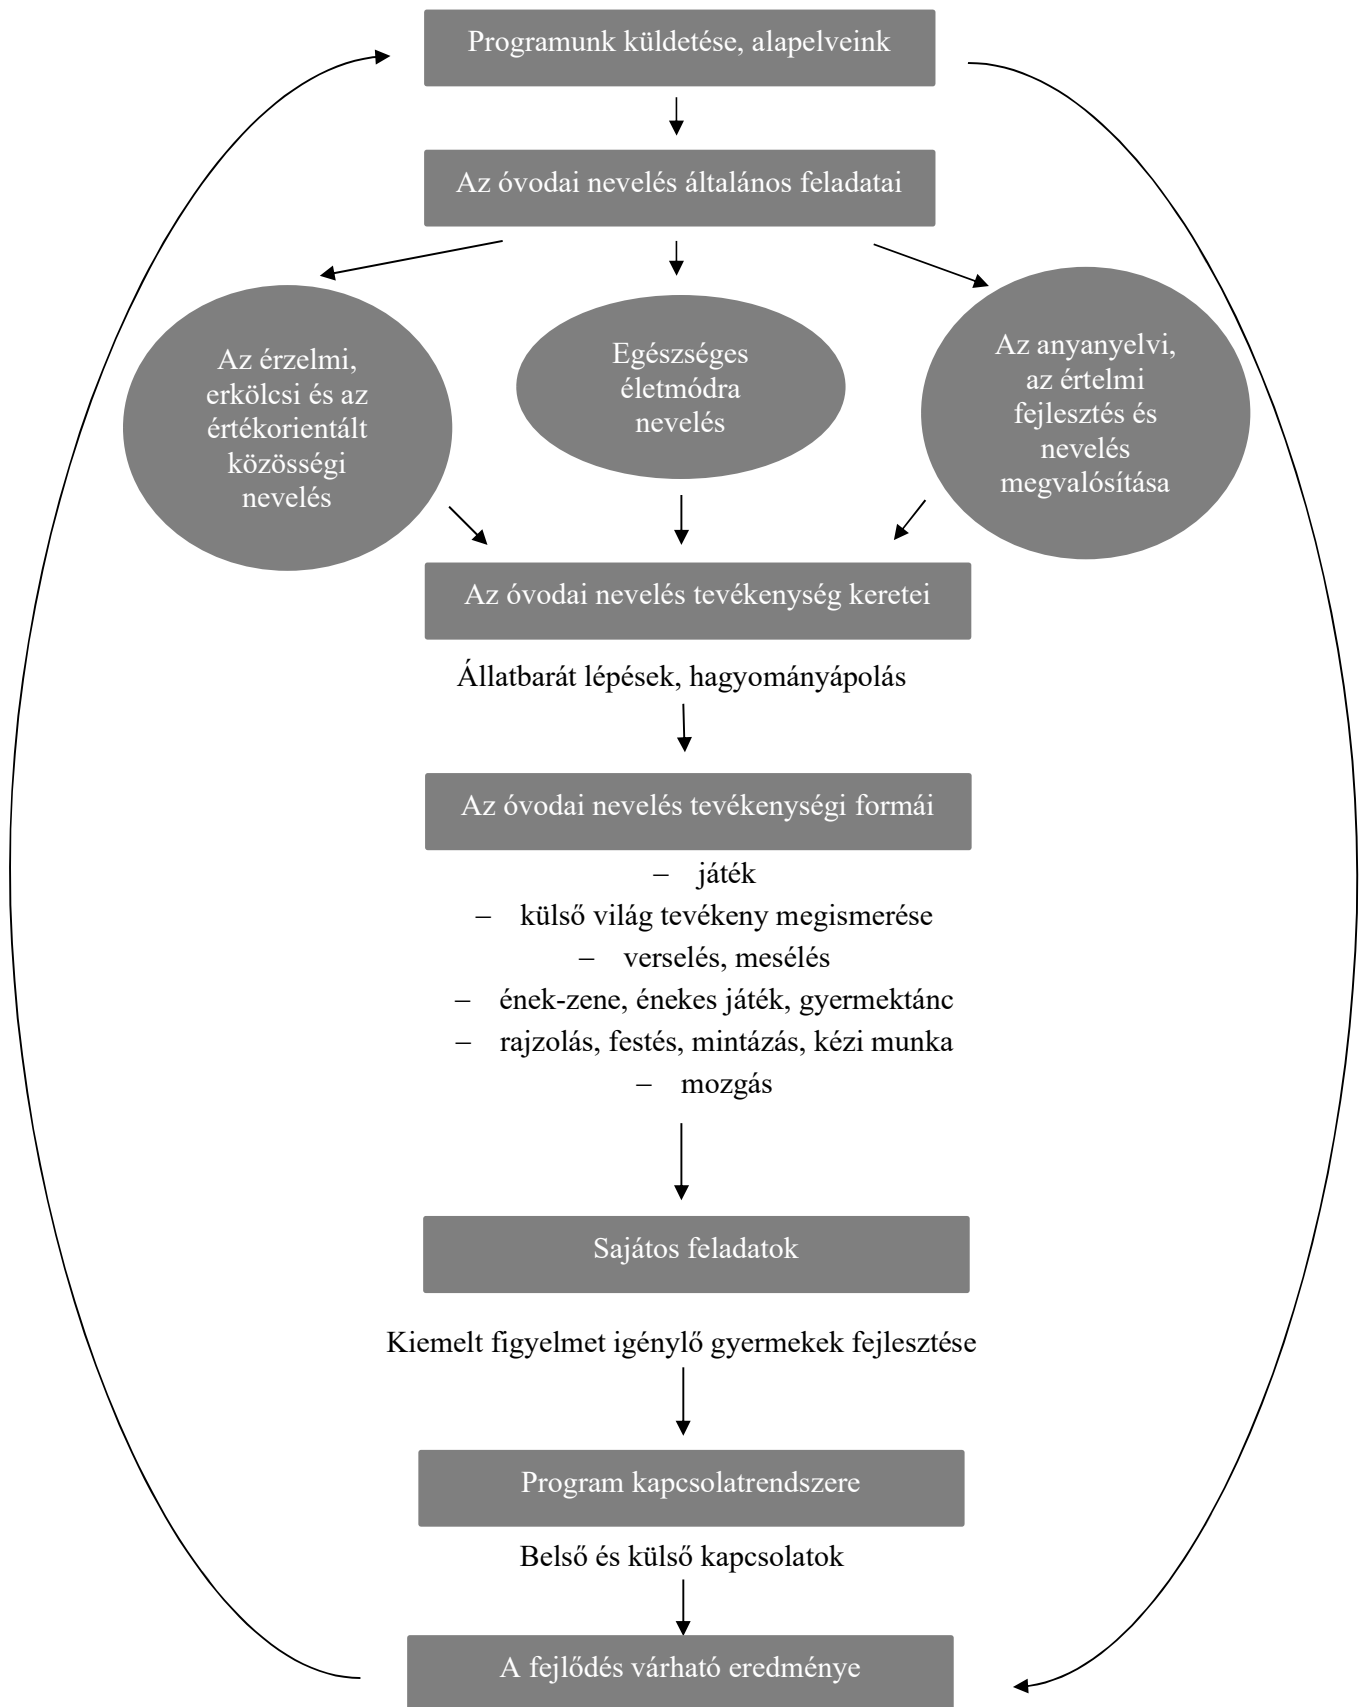 Programunk küldetése, alapelveink
Az óvodai nevelés általános feladatai
Az érzelmi,
erkölcsi és az
értékorientált
közösségi
nevelés
Egészséges
életmódra
nevelés
Az anyanyelvi,
az értelmi
fejlesztés és
nevelés
megvalósítása
Az óvodai nevelés tevékenység keretei
Állatbarát lépések, hagyományápolás
Az óvodai nevelés tevékenységi formái
– játék
– külső világ tevékeny megismerése
– verselés, mesélés
– ének-zene, énekes játék, gyermektánc
– rajzolás, festés, mintázás, kézi munka
– mozgás
Sajátos feladatok
Kiemelt figyelmet igénylő gyermekek fejlesztése
Program kapcsolatrendszere
Belső és külső kapcsolatok
A fejlődés várható eredménye